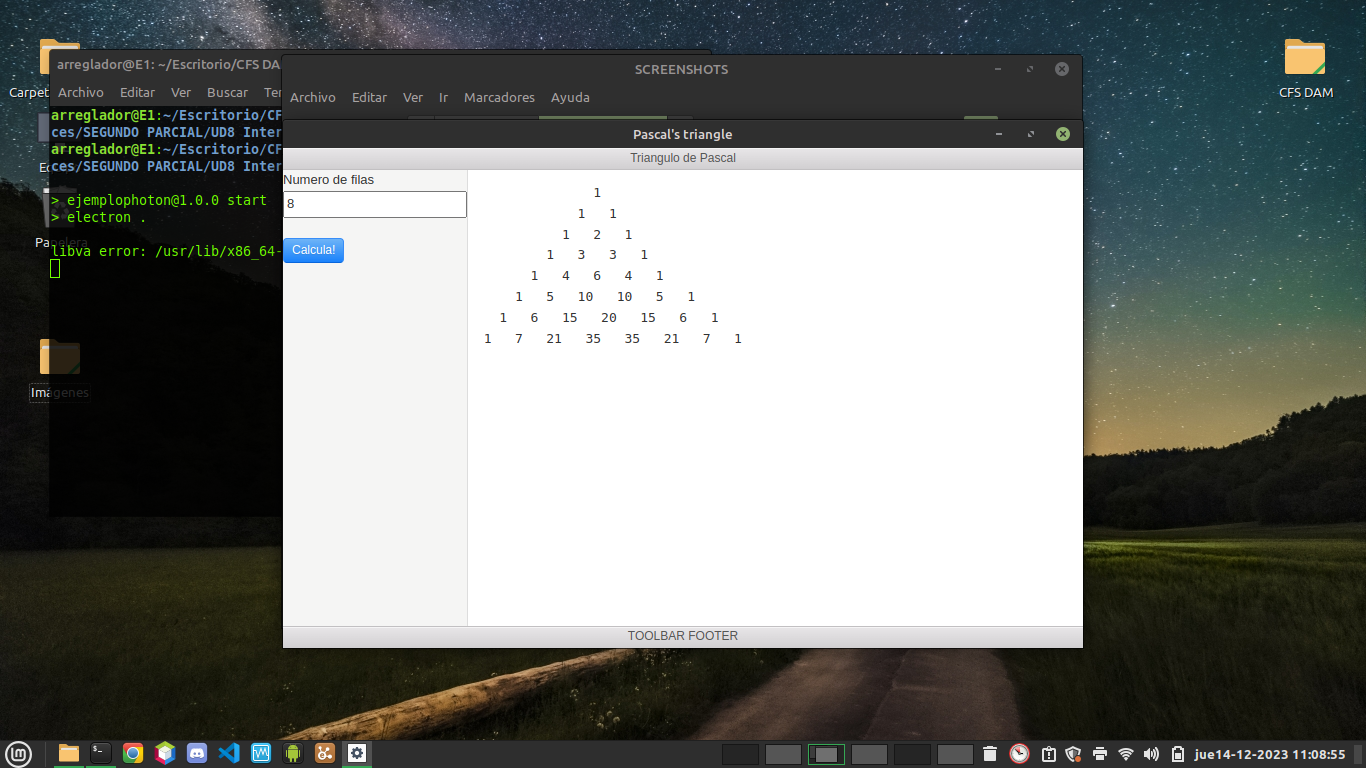 Carpet
CFS DAM
arreglador@E1: ~/Escritorio/CFS DA
Archivo Editar Ver Buscar Ter
arreglador@E1:~/Escritorio/CF
ces/SEGUNDO PARCIAL/UD8 Inter
arreglador@E1:~/Escritorio/CF
ces/SEGUNDO PARCIAL/UD8 Inter
> ejemplophoton@1.0.0 start
> electron .
libva error: /usr/lib/x86_64-
Papelera
Imágenes
SCREENSHOTS
Archivo Editar Ver Ir Marcadores Ayuda
Pascal's triangle
Triangulo de Pascal
Numero de filas
8
Calcula!
1
1 1
1 2 1
1 3 3 1
1 4 6 4 1
1 5 10 10 5 1
1 6 15 20 15 6 1
1 7 21 35 35 21 7 1
TOOLBAR FOOTER
jue14-12-2023 11:08:55